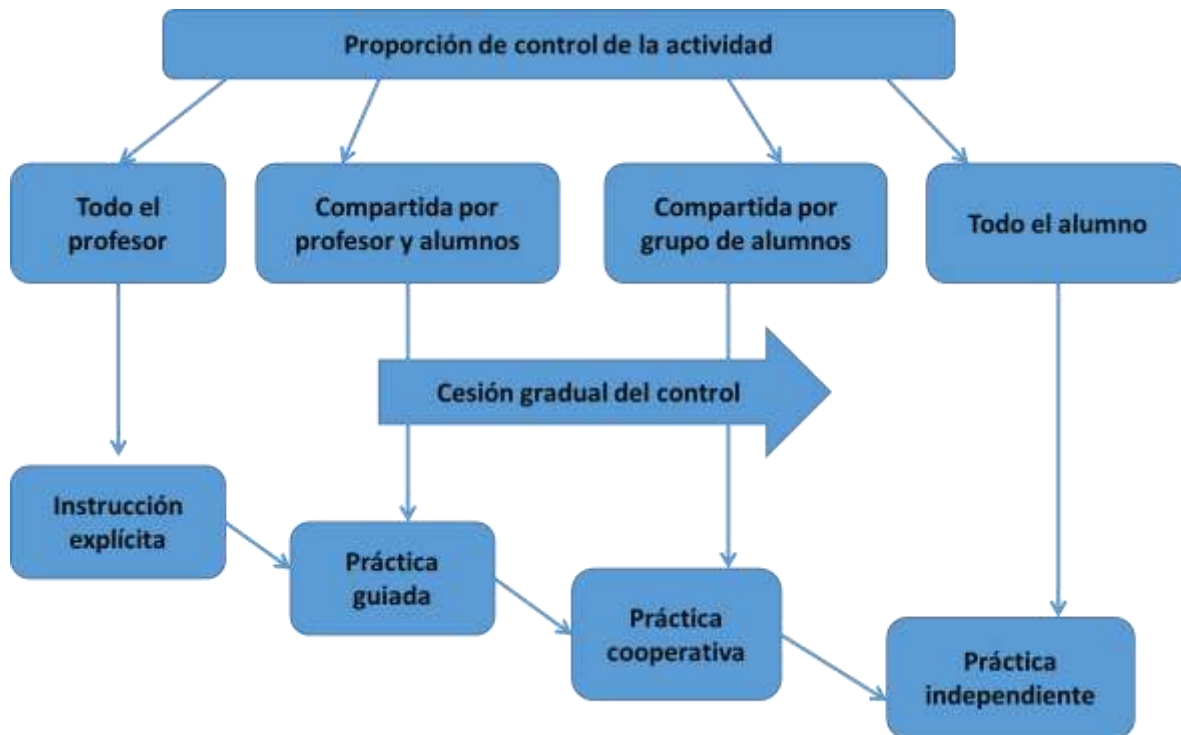 Proporción de control de la actividad
Todo el
profesor
Compartida por
profesor y alumnos
Compartida por
grupo de alumnos
Todo el alumno
Cesión gradual del control
Instrucción
explícita
Práctica
guiada
Práctica
cooperativa
Práctica
independiente